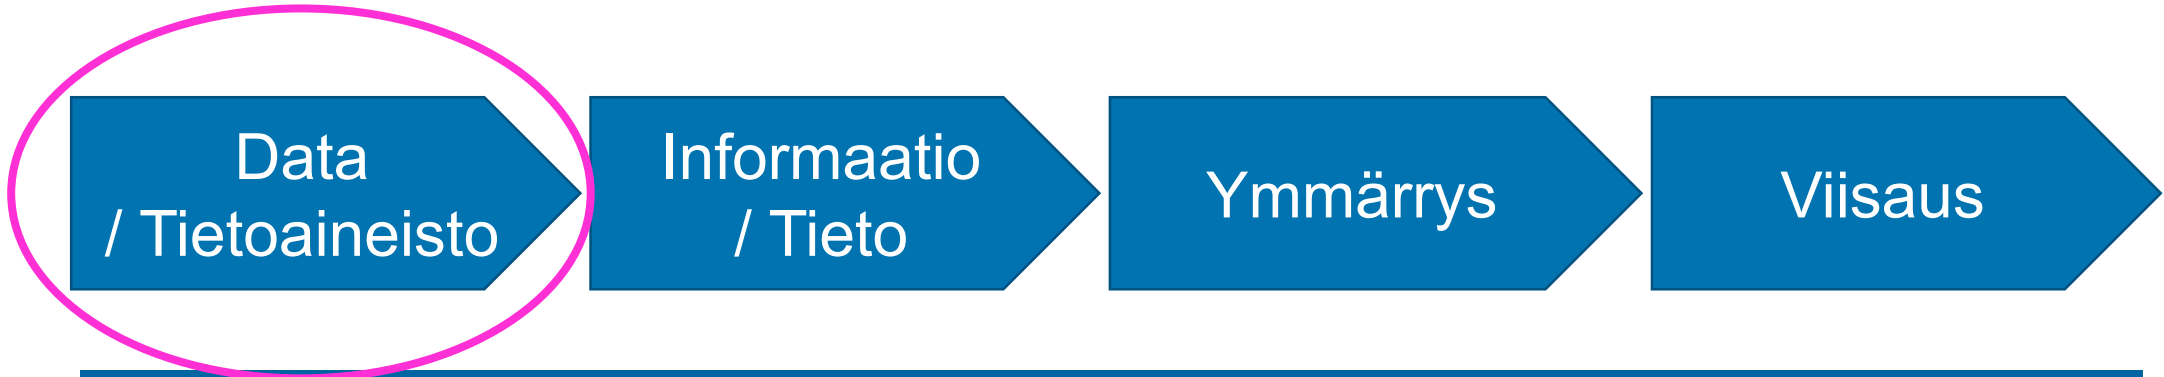 Data
/ Tietoaineisto
Informaatio
/ Tieto
Ymmärrys
Viisaus